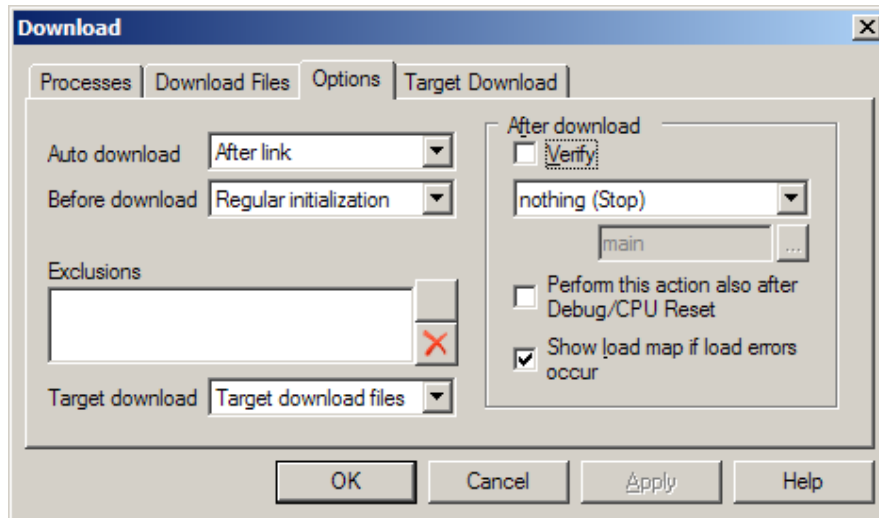 Download
Processes Download Files Options Target Download
Auto download After link
Before download Regular initialization
Exclusions
Target download Target download files
After download
Verify
nothing (Stop)
main ...
Perform this action also after
Debug/CPU Reset
Show load map if load errors
occur
OK Cancel Apply Help